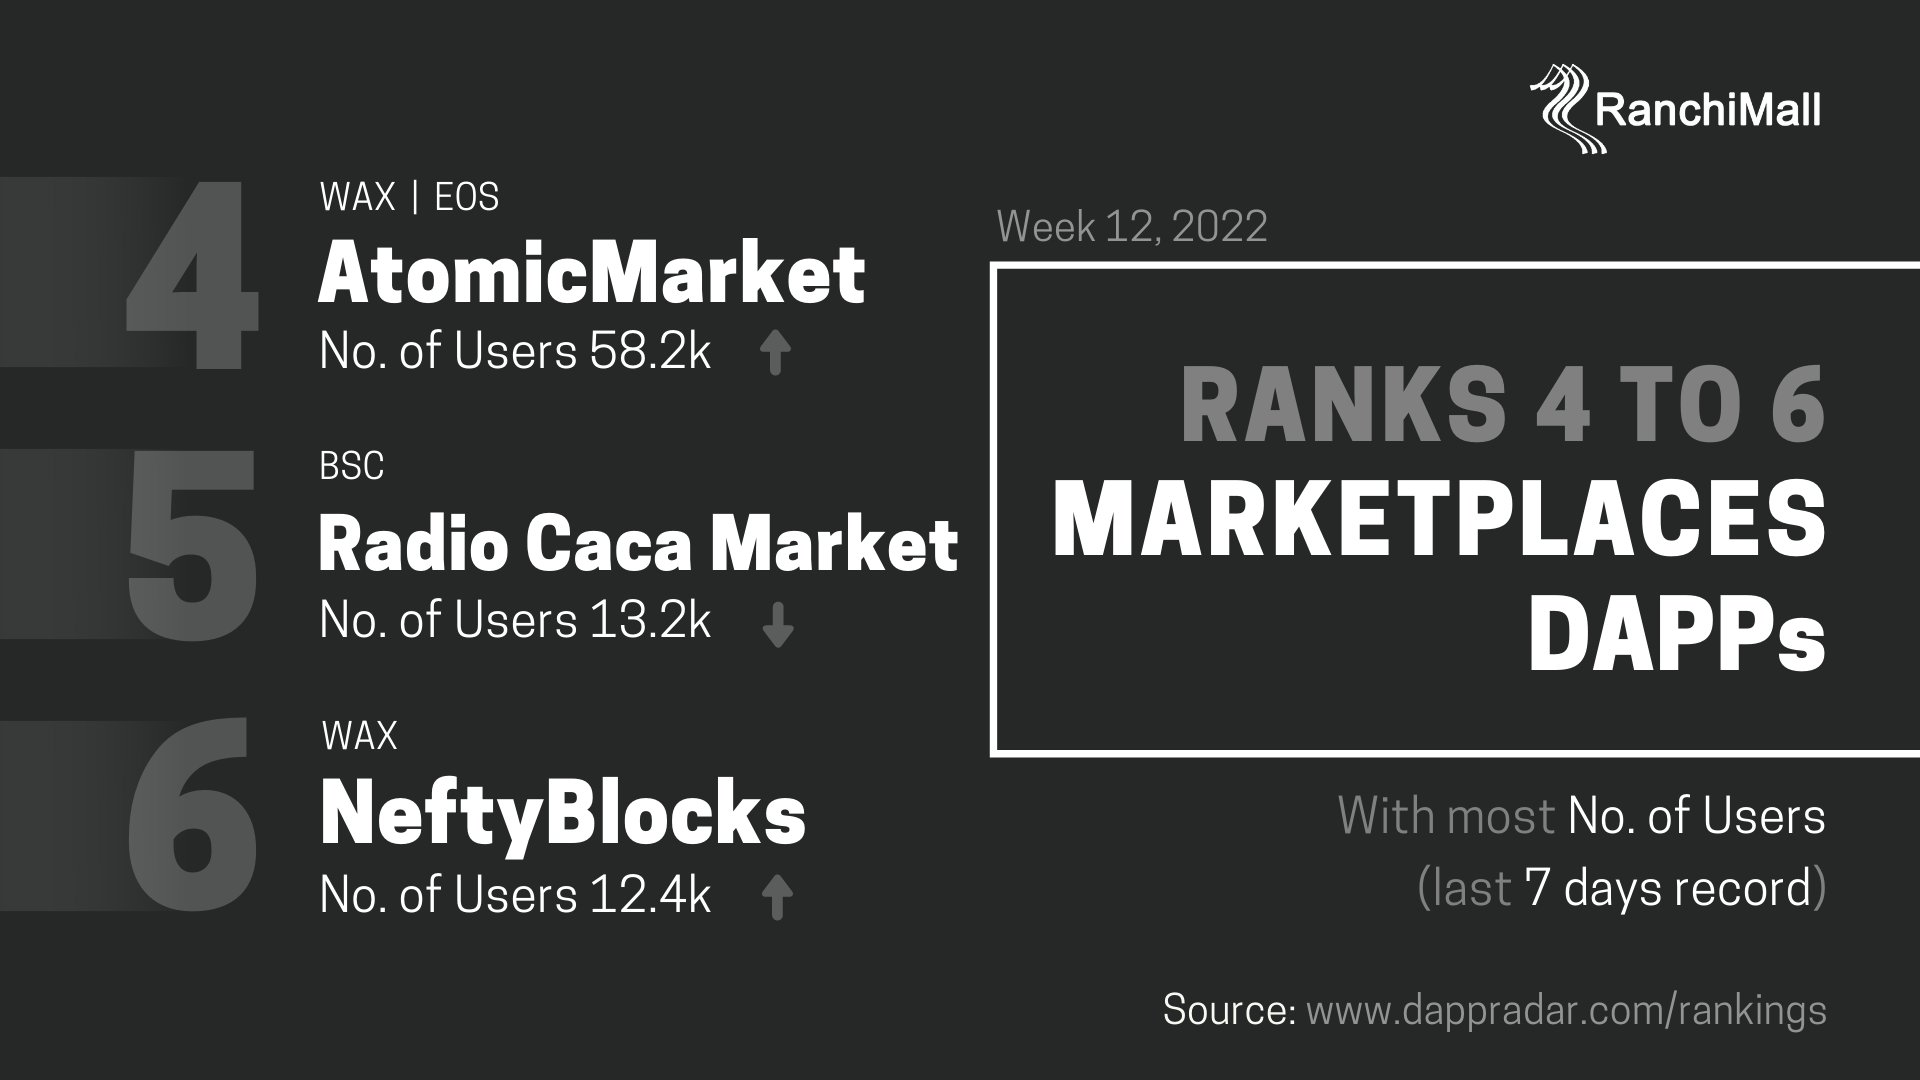 RanchiMall
4
WAX | EOS
AtomicMarket
No. of Users 58.2k
5
BSC
Radio Caca Market
No. of Users 13.2k
6
WAX
NeftyBlocks
No. of Users 12.4k
Week 12, 2022
RANKS 4 TO 6
MARKETPLACES
DAPPs
With most No. of Users
(last 7 days record)
Source: www.dappradar.com/rankings